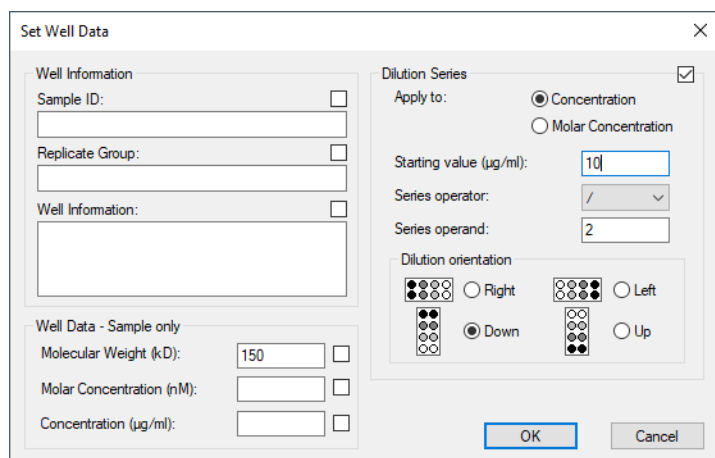 Set Well Data
Well Information
Sample ID:
Replicate Group:
Well Information:
Well Data - Sample only
Molecular Weight (kD): 150
Molar Concentration (nM):
Concentration (µg/ml):
Dilution Series
Apply to: Concentration
Molar Concentration
Starting value (µg/ml): 10
Series operator: /
Series operand: 2
Dilution orientation
Right Left
Down Up
OK Cancel